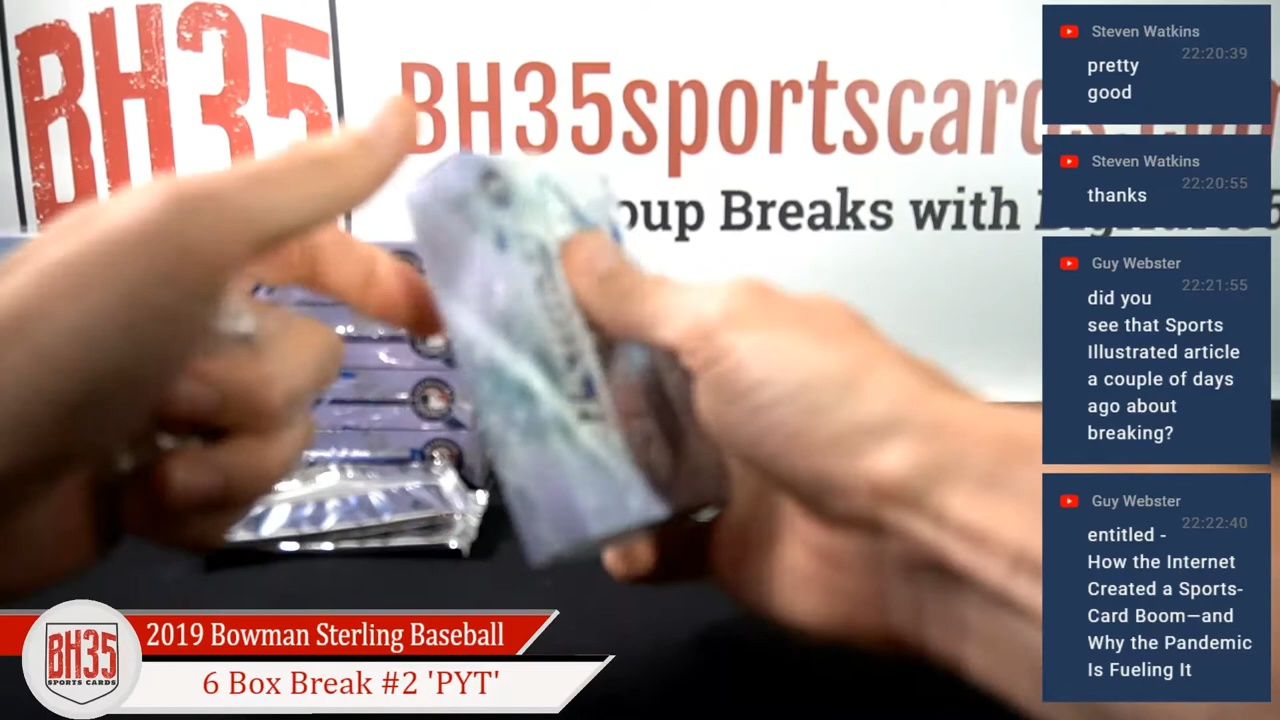 BH35
BH35sportscards.com
oup Breaks with
Steven Watkins
22:20:39
pretty
good
Steven Watkins
22:20:55
thanks
Guy Webster
22:21:55
did you
see that Sports
Illustrated article
a couple of days
ago about
breaking?
Guy Webster
22:22:40
entitled -
How the Internet
Created a Sports-
Card Boom—and
Why the Pandemic
Is Fueling It
BH35
SPORTS CARDS
2019 Bowman Sterling Baseball
6 Box Break #2 'PYT'